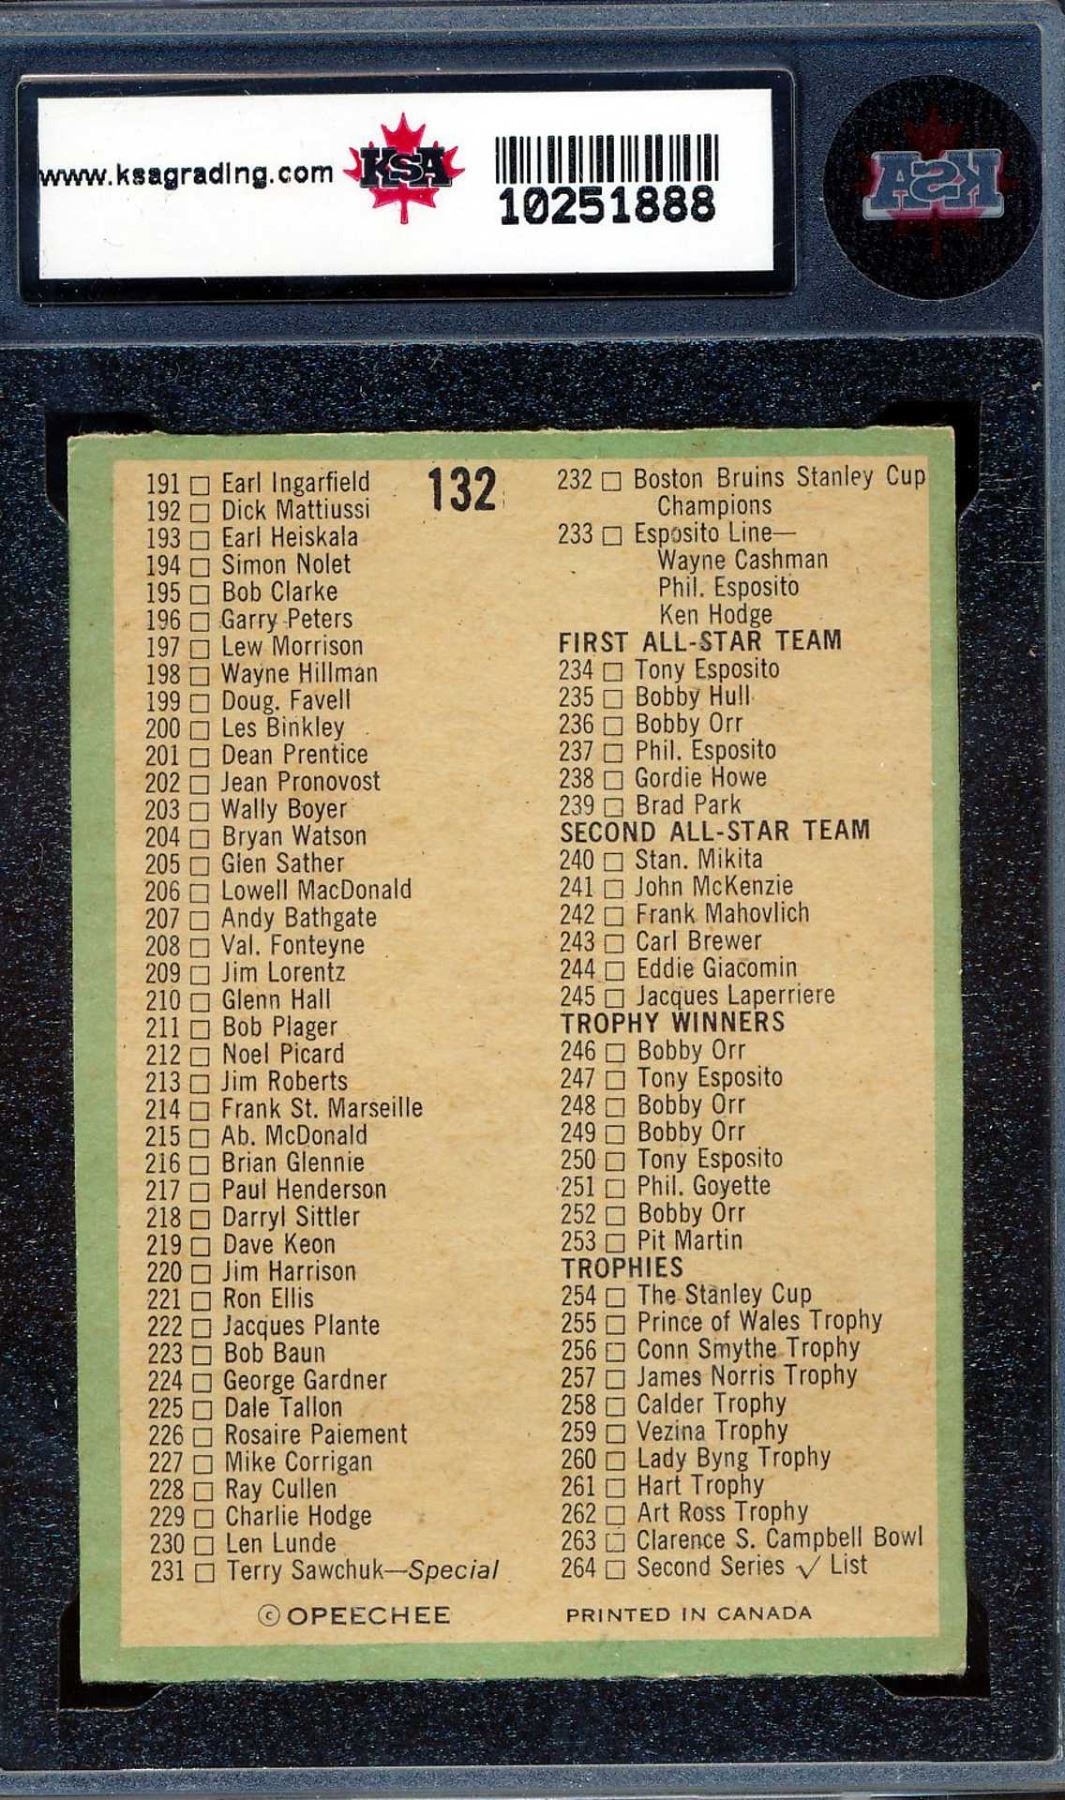 www.ksagrading.com
KSA
10251888
KSA
132
191 Earl Ingarfield
192 Dick Mattiussi
193 Earl Heiskala
194 Simon Nolet
195 Bob Clarke
196 Garry Peters
197 Lew Morrison
198 Wayne Hillman
199 Doug. Favell
200 Les Binkley
201 Dean Prentice
202 Jean Pronovost
203 Wally Boyer
204 Bryan Watson
205 Glen Sather
206 Lowell MacDonald
207 Andy Bathgate
208 Val. Fonteyne
209 Jim Lorentz
210 Glenn Hall
211 Bob Plager
212 Noel Picard
213 Jim Roberts
214 Frank St. Marseille
215 Ab. McDonald
216 Brian Glennie
217 Paul Henderson
218 Darryl Sittler
219 Dave Keon
220 Jim Harrison
221 Ron Ellis
222 Jacques Plante
223 Bob Baun
224 George Gardner
225 Dale Tallon
226 Rosaire Paiement
227 Mike Corrigan
228 Ray Cullen
229 Charlie Hodge
230 Len Lunde
231 Terry Sawchuk—Special
232 Boston Bruins Stanley Cup
Champions
233 Esposito Line—
Wayne Cashman
Phil. Esposito
Ken Hodge
FIRST ALL-STAR TEAM
234 Tony Esposito
235 Bobby Hull
236 Bobby Orr
237 Phil. Esposito
238 Gordie Howe
239 Brad Park
SECOND ALL-STAR TEAM
240 Stan. Mikita
241 John McKenzie
242 Frank Mahovlich
243 Carl Brewer
244 Eddie Giacomin
245 Jacques Laperriere
TROPHY WINNERS
246 Bobby Orr
247 Tony Esposito
248 Bobby Orr
249 Bobby Orr
250 Tony Esposito
251 Phil. Goyette
252 Bobby Orr
253 Pit Martin
TROPHIES
254 The Stanley Cup
255 Prince of Wales Trophy
256 Conn Smythe Trophy
257 James Norris Trophy
258 Calder Trophy
259 Vezina Trophy
260 Lady Byng Trophy
261 Hart Trophy
262 Art Ross Trophy
263 Clarence S. Campbell Bowl
264 Second Series ✓ List
© OPEECHEE
PRINTED IN CANADA